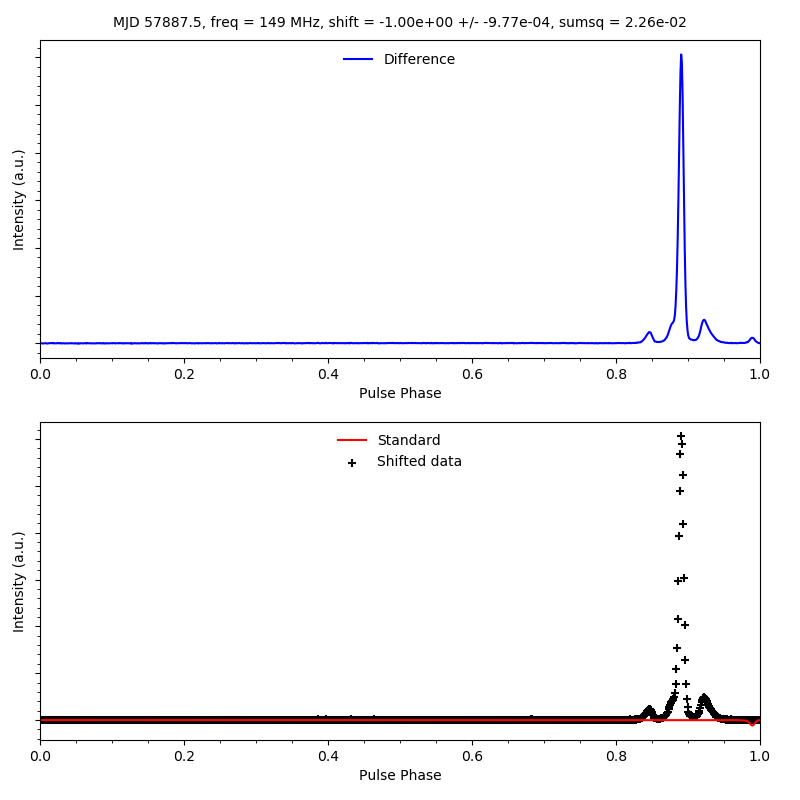 MJD 57887.5, freq = 149 MHz, shift = -1.00e+00 +/- -9.77e-04, sumsq = 2.26e-02
Difference
Intensity (a.u.)
0.0 0.2 0.4 0.6 0.8 1.0
Pulse Phase
Standard
Shifted data
Intensity (a.u.)
0.0 0.2 0.4 0.6 0.8 1.0
Pulse Phase